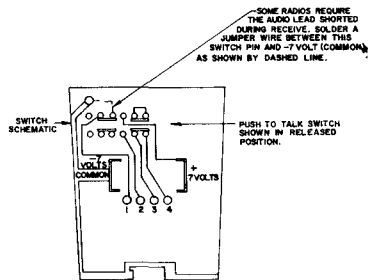 SOME RADIOS REQUIRE
THE AUDIO LEAD SHORTED
DURING RECEIVE. SOLDER A
JUMPER WIRE BETWEEN THIS
SWITCH PIN AND -7 VOLT (COMMON)
AS SHOWN BY DASHED LINE.
SWITCH
SCHEMATIC
PUSH TO TALK SWITCH
SHOWN IN RELEASED
POSITION.
-7
VOLTS
COMMON
+
7 VOLTS
1 2 3 4